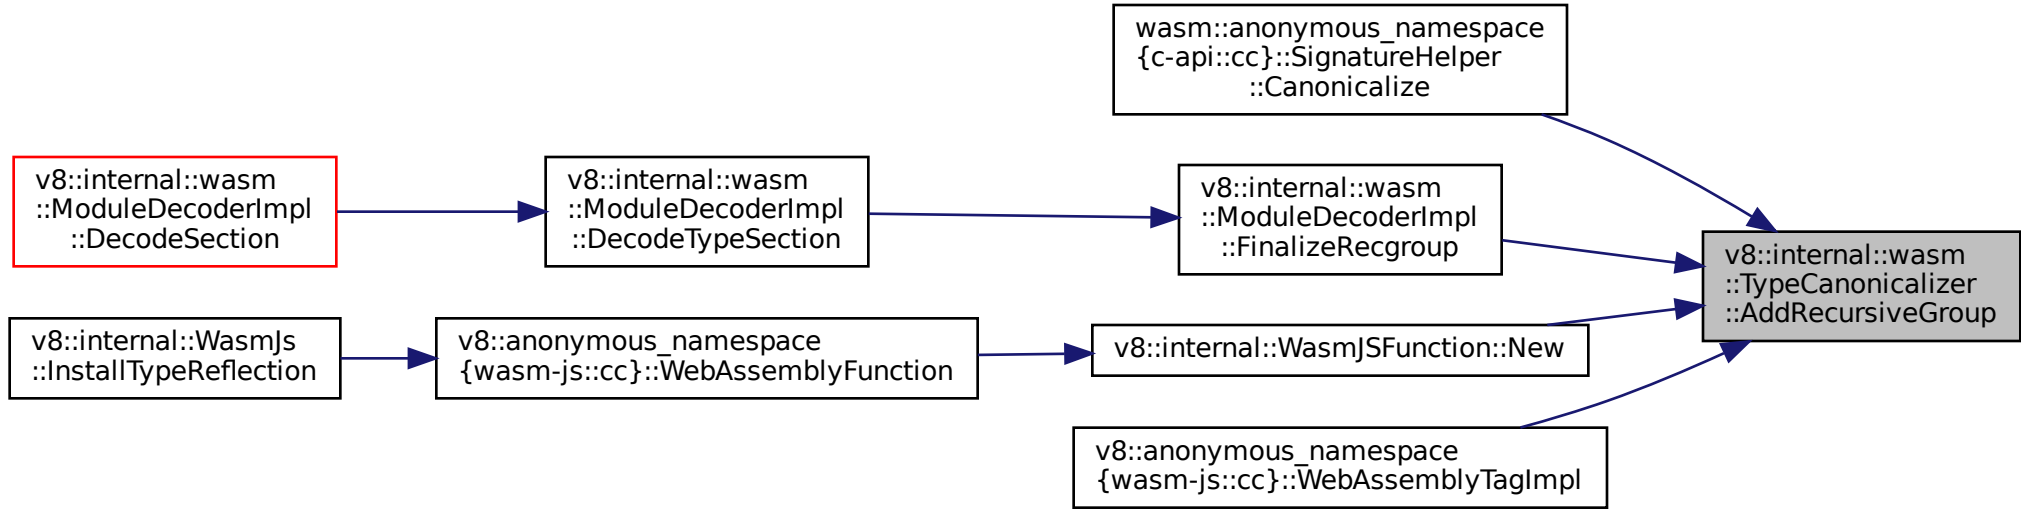 wasm::anonymous_namespace
{c-api::cc}::SignatureHelper
::Canonicalize
v8::internal::wasm
::ModuleDecoderImpl
::DecodeSection
v8::internal::wasm
::ModuleDecoderImpl
::DecodeTypeSection
v8::internal::wasm
::ModuleDecoderImpl
::FinalizeRecgroup
v8::internal::wasm
::TypeCanonicalizer
::AddRecursiveGroup
v8::internal::WasmJs
::InstallTypeReflection
v8::anonymous_namespace
{wasm-js::cc}::WebAssemblyFunction
v8::internal::WasmJSFunction::New
v8::anonymous_namespace
{wasm-js::cc}::WebAssemblyTagImpl